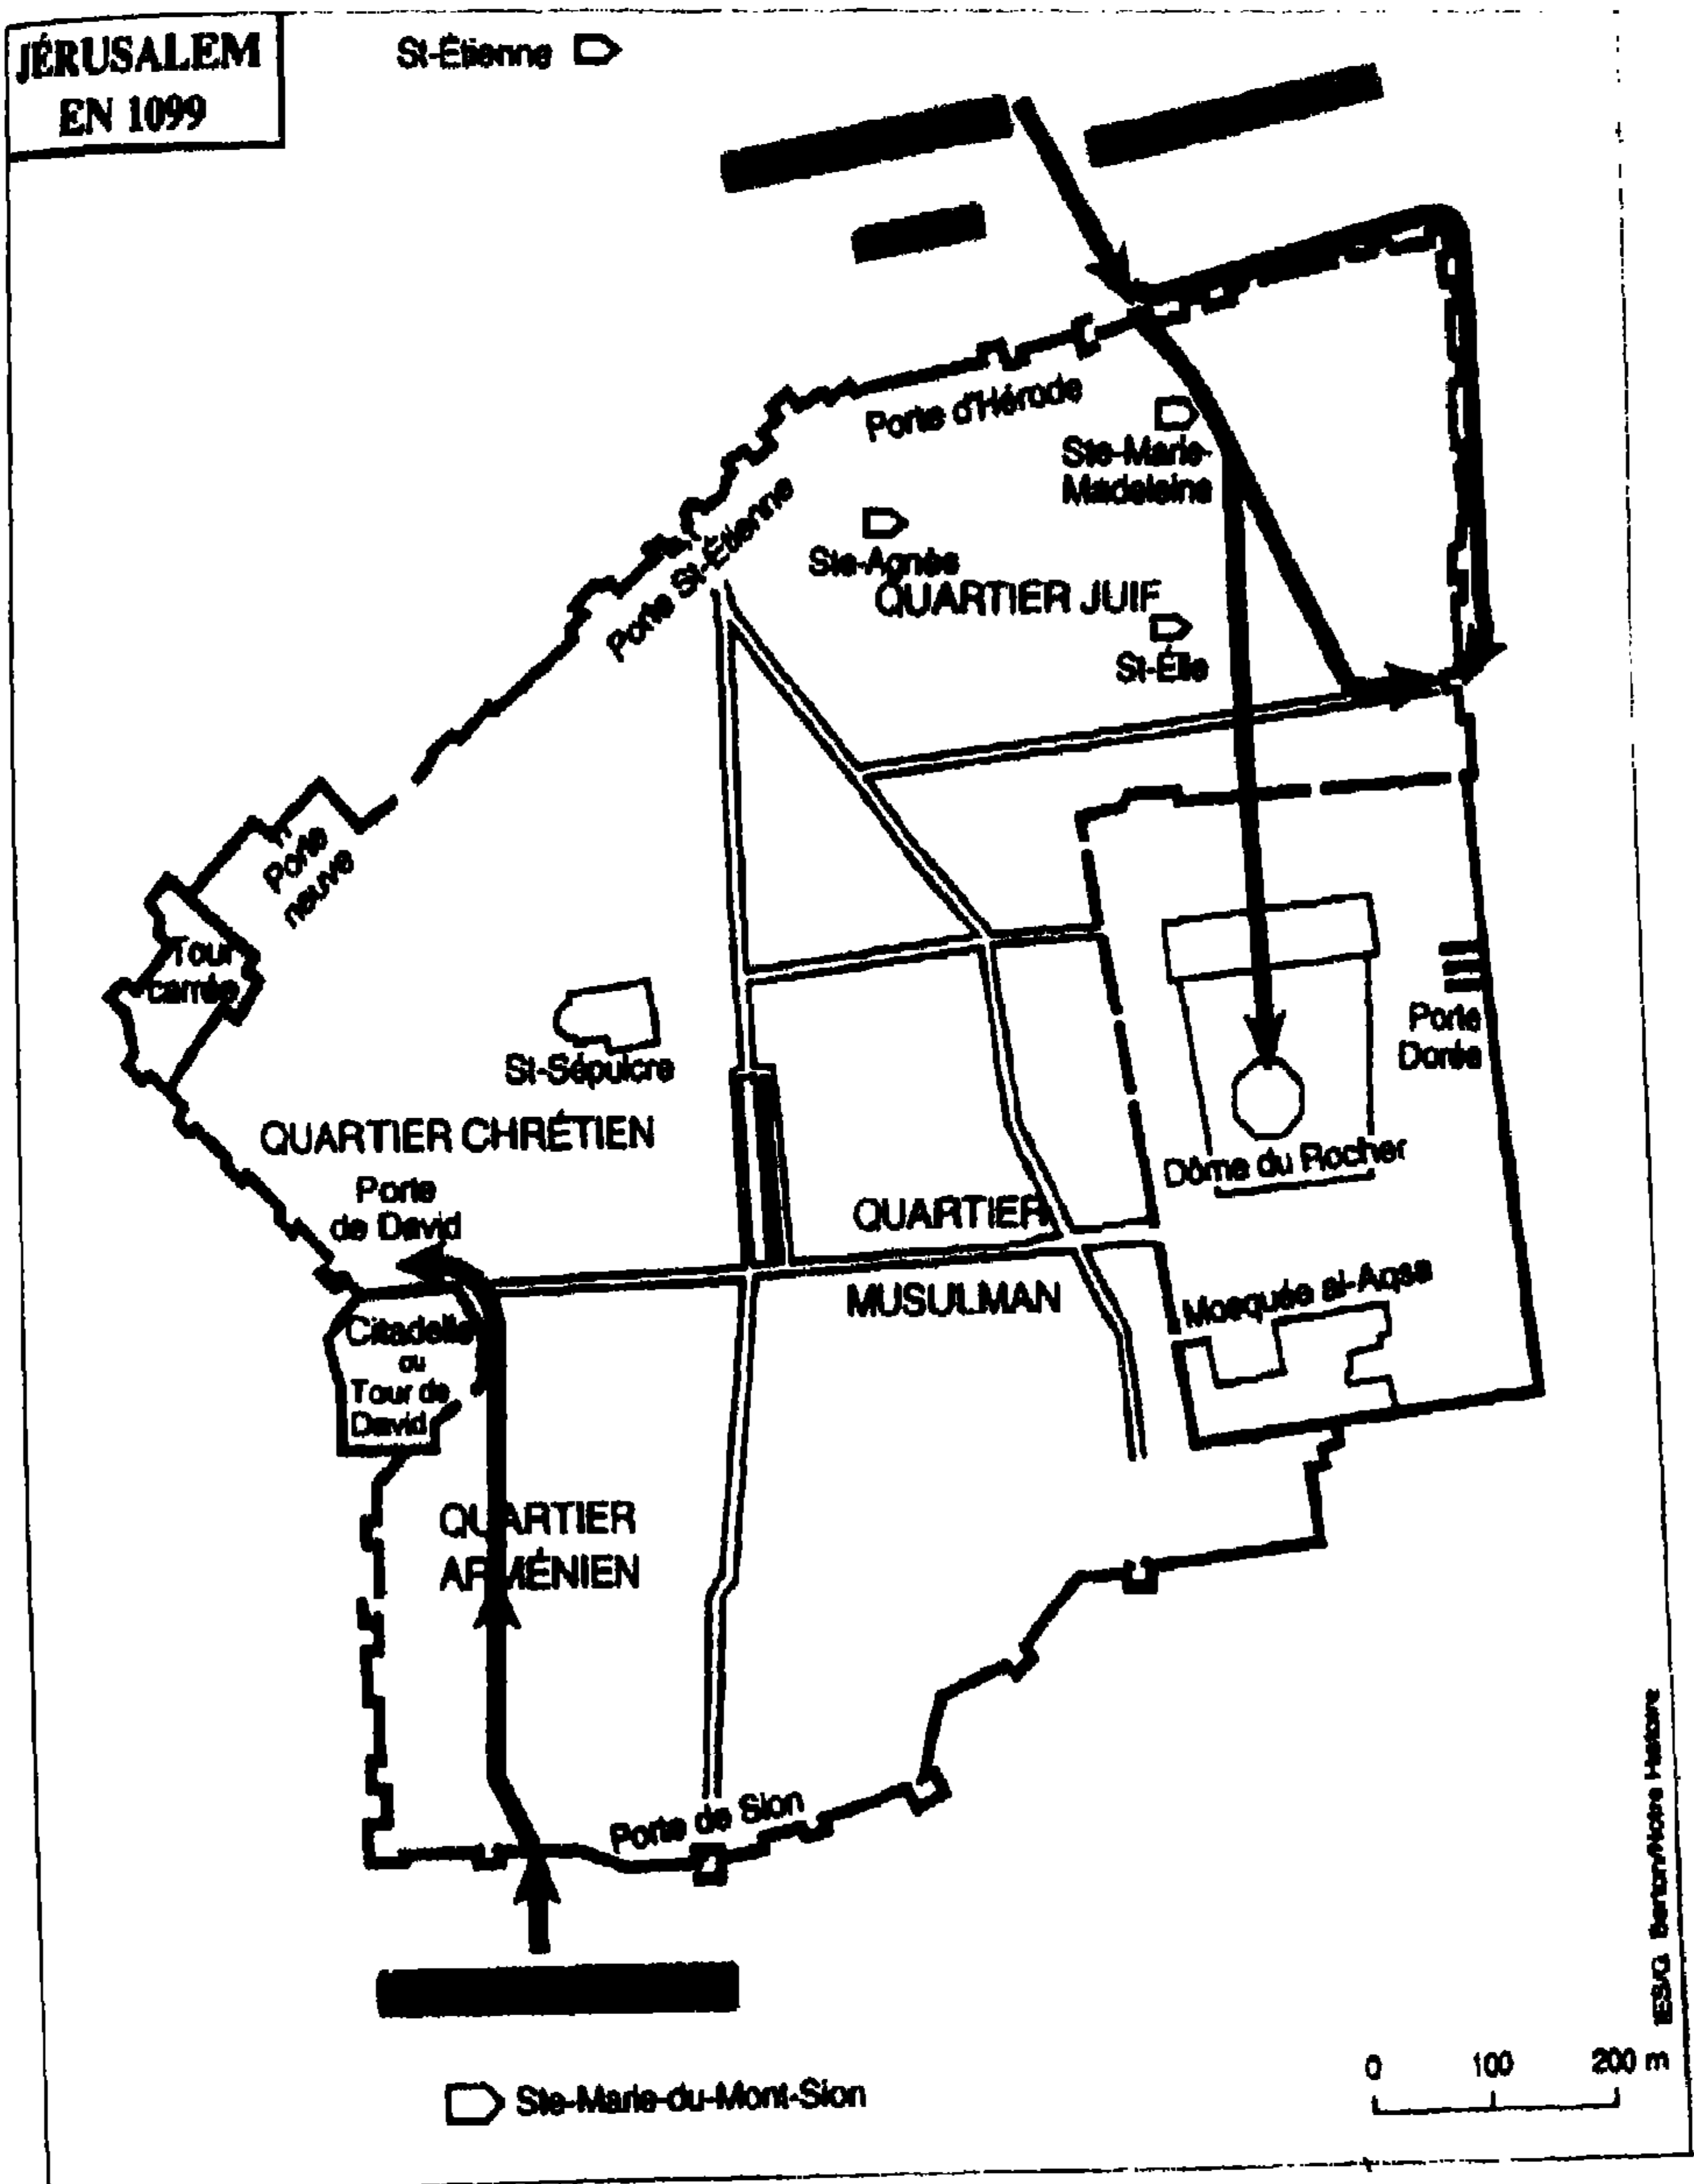 JÉRUSALEM
EN 1099
St-Étienne
Porte d'Hérode
Ste-Marie-
Madeleine
Porte St-Étienne
Ste-Agnès
QUARTIER JUIF
St-Élie
Porte
neuve
Tour
carrée
St-Sépulcre
Porte
Dorée
QUARTIER CHRÉTIEN
Dôme du Rocher
Porte
de David
QUARTIER
MUSULMAN
Mosquée al-Aqsa
Citadelle
ou
Tour de
David
QUARTIER
ARMÉNIEN
Porte de Sion
Ste-Marie-du-Mont-Sion
0 100 200 m
/Notre Histoire